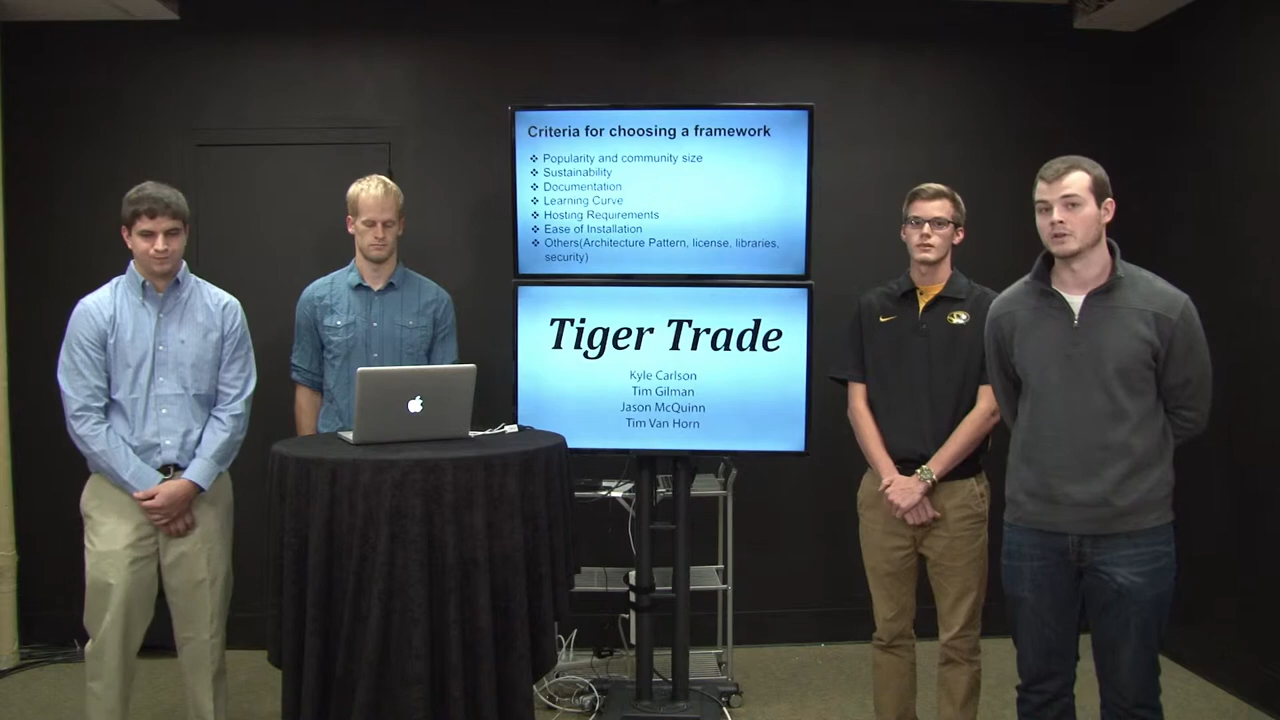 Criteria for choosing a framework
❖ Popularity and community size
❖ Sustainability
❖ Documentation
❖ Learning Curve
❖ Hosting Requirements
❖ Ease of Installation
❖ Others(Architecture Pattern, license, libraries,
security)
Tiger Trade
Kyle Carlson
Tim Gilman
Jason McQuinn
Tim Van Horn